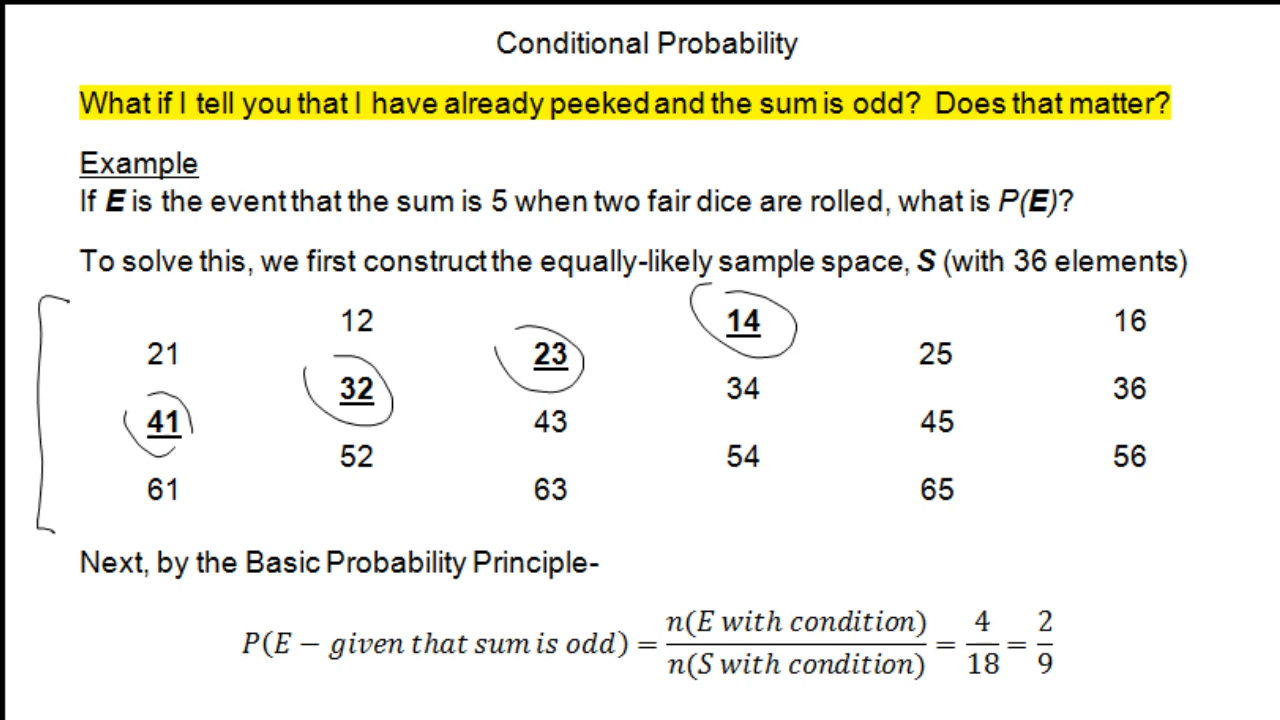 Conditional Probability
What if I tell you that I have already peeked and the sum is odd? Does that matter?
Example
If E is the event that the sum is 5 when two fair dice are rolled, what is P(E)?
To solve this, we first construct the equally-likely sample space, S (with 36 elements)
12 14 16
21 23 25
32 34 36
41 43 45
52 54 56
61 63 65
Next, by the Basic Probability Principle-
P(E − given that sum is odd) = n(E with condition) / n(S with condition) = 4/18 = 2/9